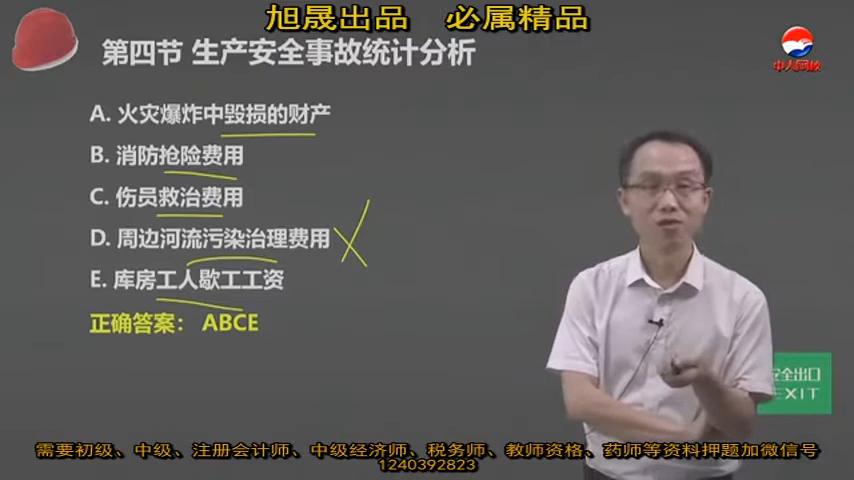 旭晟出品 必属精品
第四节 生产安全事故统计分析
A. 火灾爆炸中毁损的财产
B. 消防抢险费用
C. 伤员救治费用
D. 周边河流污染治理费用
E. 库房工人歇工工资
正确答案： ABCE
安全出口
EXIT
需要初级、中级、注册会计师、中级经济师、税务师、教师资格、药师等资料押题加微信号
1240392823